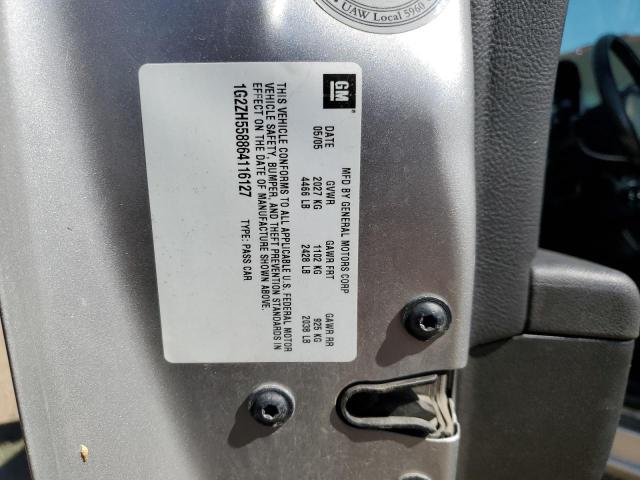 UAW Local 5960
GM
MFD BY GENERAL MOTORS CORP
DATE GVWR GAWR FRT GAWR RR
05/05 2027 KG 1102 KG 925 KG
4466 LB 2428 LB 2038 LB
THIS VEHICLE CONFORMS TO ALL APPLICABLE U.S. FEDERAL MOTOR
VEHICLE SAFETY, BUMPER, AND THEFT PREVENTION STANDARDS IN
EFFECT ON THE DATE OF MANUFACTURE SHOWN ABOVE.
1G2ZH558864116127 TYPE: PASS CAR